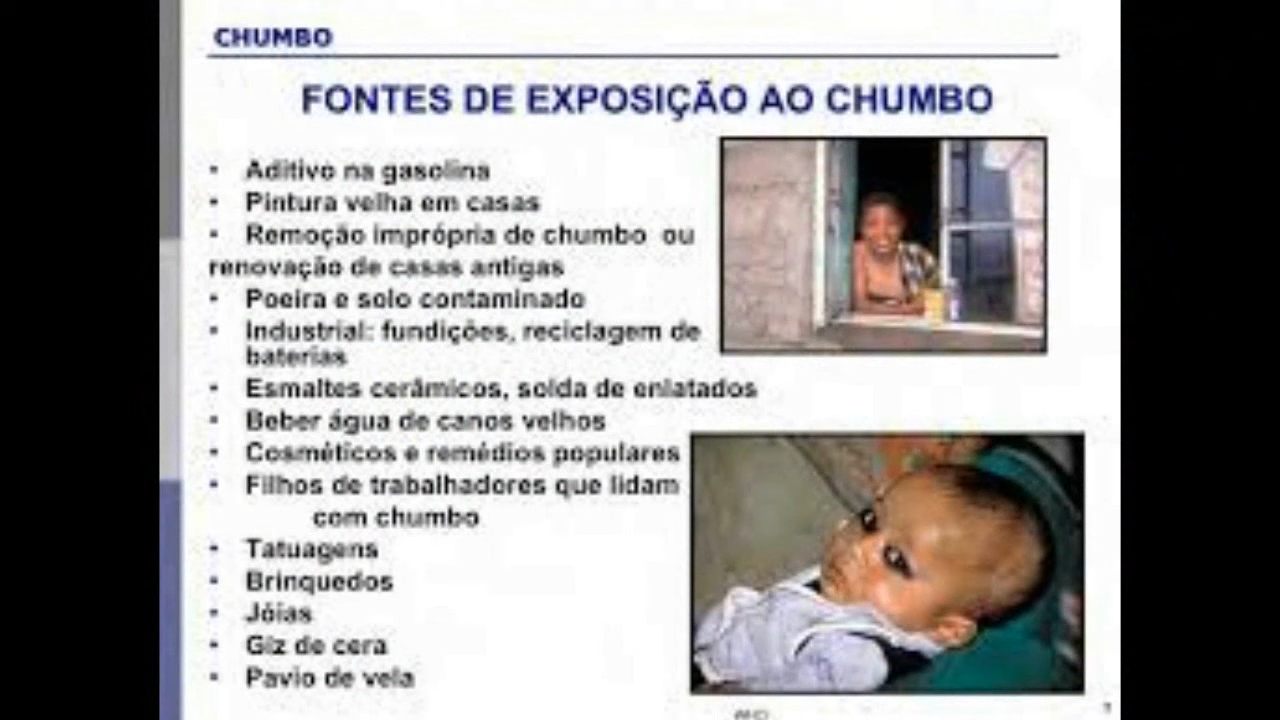 CHUMBO
FONTES DE EXPOSIÇÃO AO CHUMBO
• Aditivo na gasolina
• Pintura velha em casas
• Remoção imprópria de chumbo ou
renovação de casas antigas
• Poeira e solo contaminado
• Industrial: fundições, reciclagem de
baterias
• Esmaltes cerâmicos, solda de enlatados
• Beber água de canos velhos
• Cosméticos e remédios populares
• Filhos de trabalhadores que lidam
com chumbo
• Tatuagens
• Brinquedos
• Jóias
• Giz de cera
• Pavio de vela